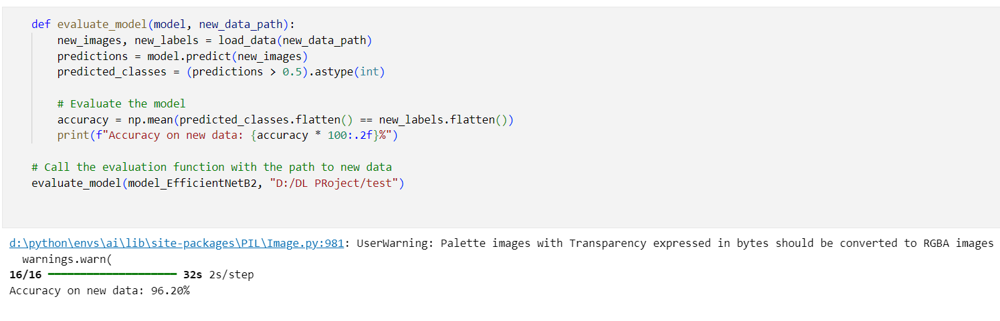 def evaluate_model(model, new_data_path):
    new_images, new_labels = load_data(new_data_path)
    predictions = model.predict(new_images)
    predicted_classes = (predictions > 0.5).astype(int)

    # Evaluate the model
    accuracy = np.mean(predicted_classes.flatten() == new_labels.flatten())
    print(f"Accuracy on new data: {accuracy * 100:.2f}%")

# Call the evaluation function with the path to new data
evaluate_model(model_EfficientNetB2, "D:/DL PRoject/test")

d:\python\envs\ai\lib\site-packages\PIL\Image.py:981: UserWarning: Palette images with Transparency expressed in bytes should be converted to RGBA images
  warnings.warn(
16/16 ━━━━━━━━━━━━━━━━━━━━ 32s 2s/step
Accuracy on new data: 96.20%